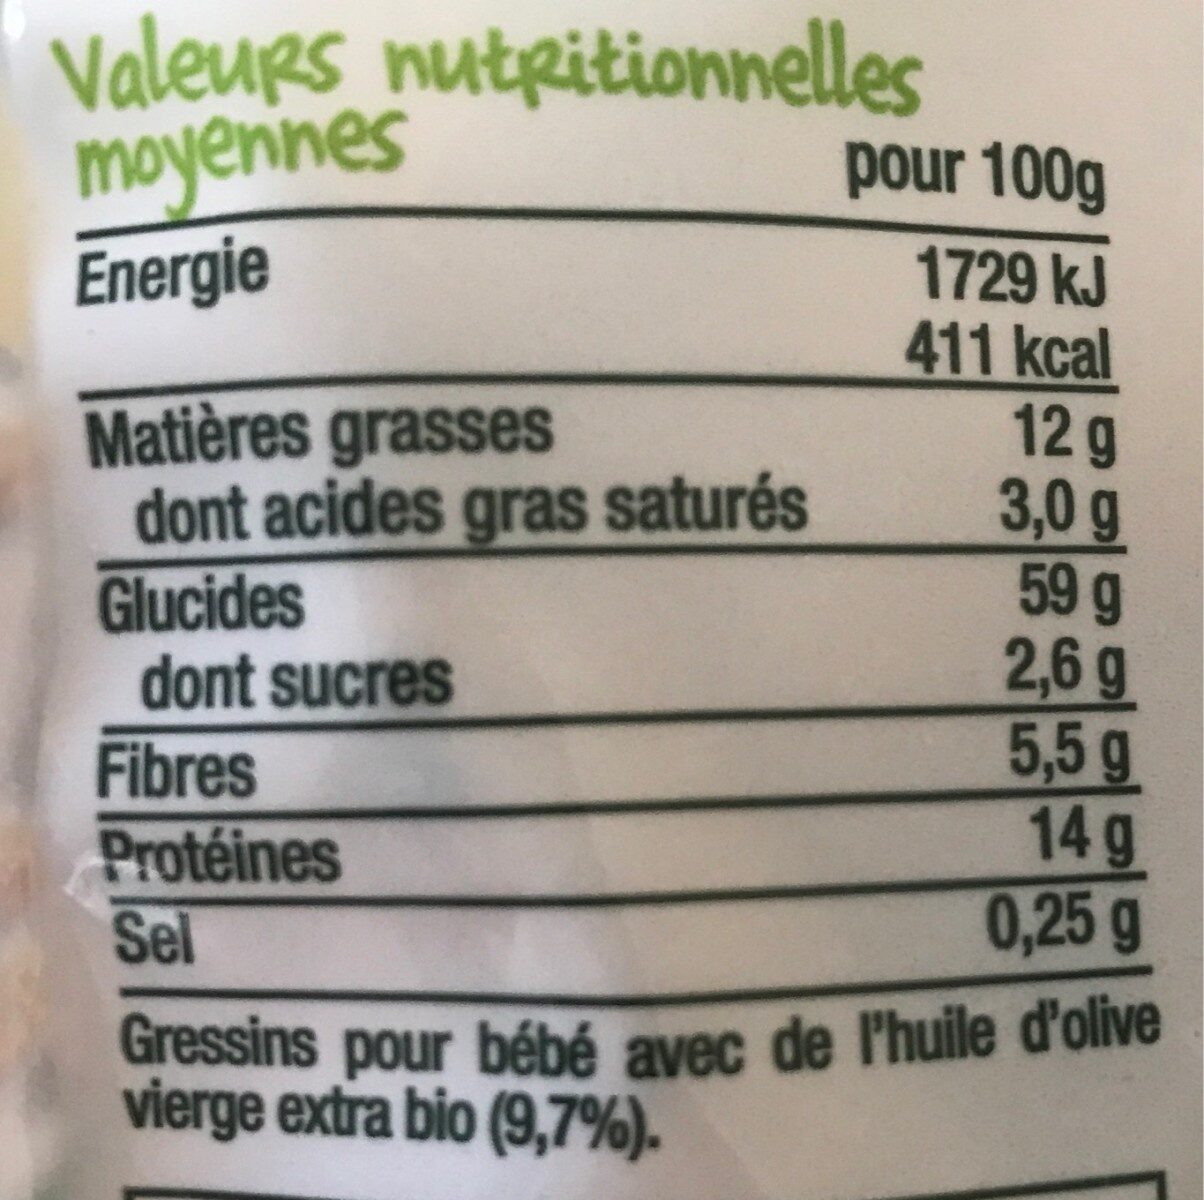 Valeurs nutritionnelles
moyennes
pour 100g
Energie 1729 kJ
411 kcal
Matières grasses 12 g
dont acides gras saturés 3,0 g
Glucides 59 g
dont sucres 2,6 g
Fibres 5,5 g
Protéines 14 g
Sel 0,25 g
Gressins pour bébé avec de l'huile d'olive
vierge extra bio (9,7%).